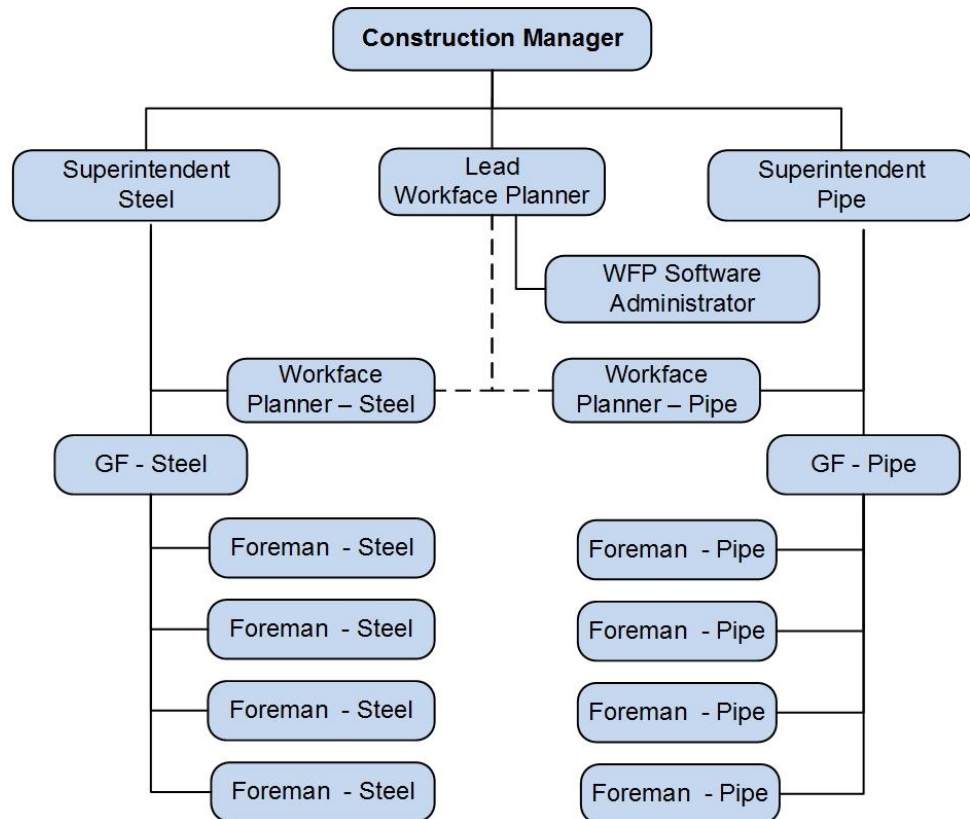 Construction Manager
Superintendent
Steel
Lead
Workface Planner
Superintendent
Pipe
WFP Software
Administrator
Workface
Planner – Steel
Workface
Planner – Pipe
GF - Steel
GF - Pipe
Foreman - Steel
Foreman - Pipe
Foreman - Steel
Foreman - Pipe
Foreman - Steel
Foreman - Pipe
Foreman - Steel
Foreman - Pipe